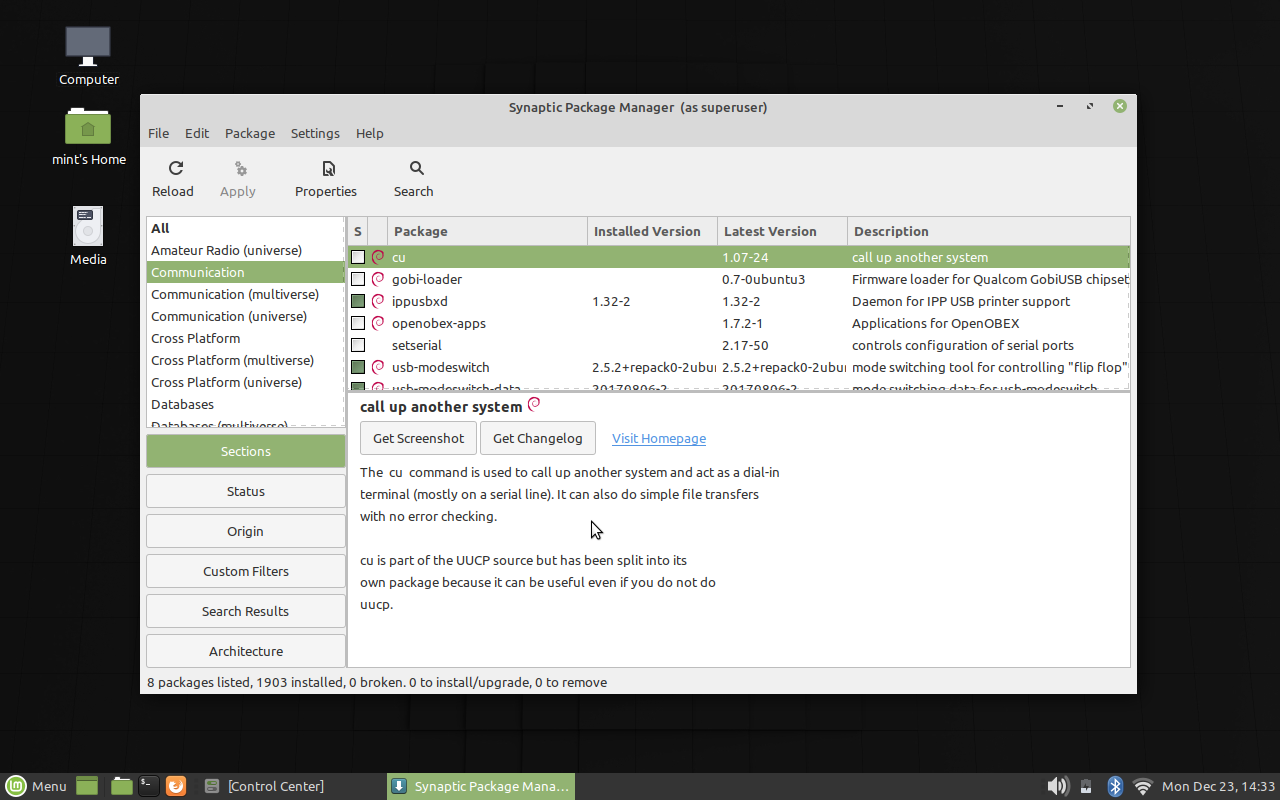 Computer
mint's Home
Media
Synaptic Package Manager (as superuser)
File Edit Package Settings Help
Reload Apply Properties Search
All
Amateur Radio (universe)
Communication
Communication (multiverse)
Communication (universe)
Cross Platform
Cross Platform (multiverse)
Cross Platform (universe)
Databases
Databases (multiverse)
Sections
Status
Origin
Custom Filters
Search Results
Architecture
S Package Installed Version Latest Version Description
cu 1.07-24 call up another system
gobi-loader 0.7-0ubuntu3 Firmware loader for Qualcom GobiUSB chipset
ippusbxd 1.32-2 1.32-2 Daemon for IPP USB printer support
openobex-apps 1.7.2-1 Applications for OpenOBEX
setserial 2.17-50 controls configuration of serial ports
usb-modeswitch 2.5.2+repack0-2ubun 2.5.2+repack0-2ubun mode switching tool for controlling "flip flop"
usb-modeswitch-data 20170806-2 20170806-2 mode switching data for usb-modeswitch
call up another system
Get Screenshot Get Changelog Visit Homepage
The cu command is used to call up another system and act as a dial-in
terminal (mostly on a serial line). It can also do simple file transfers
with no error checking.
cu is part of the UUCP source but has been split into its
own package because it can be useful even if you do not do
uucp.
8 packages listed, 1903 installed, 0 broken. 0 to install/upgrade, 0 to remove
Menu [Control Center] Synaptic Package Mana... Mon Dec 23, 14:33